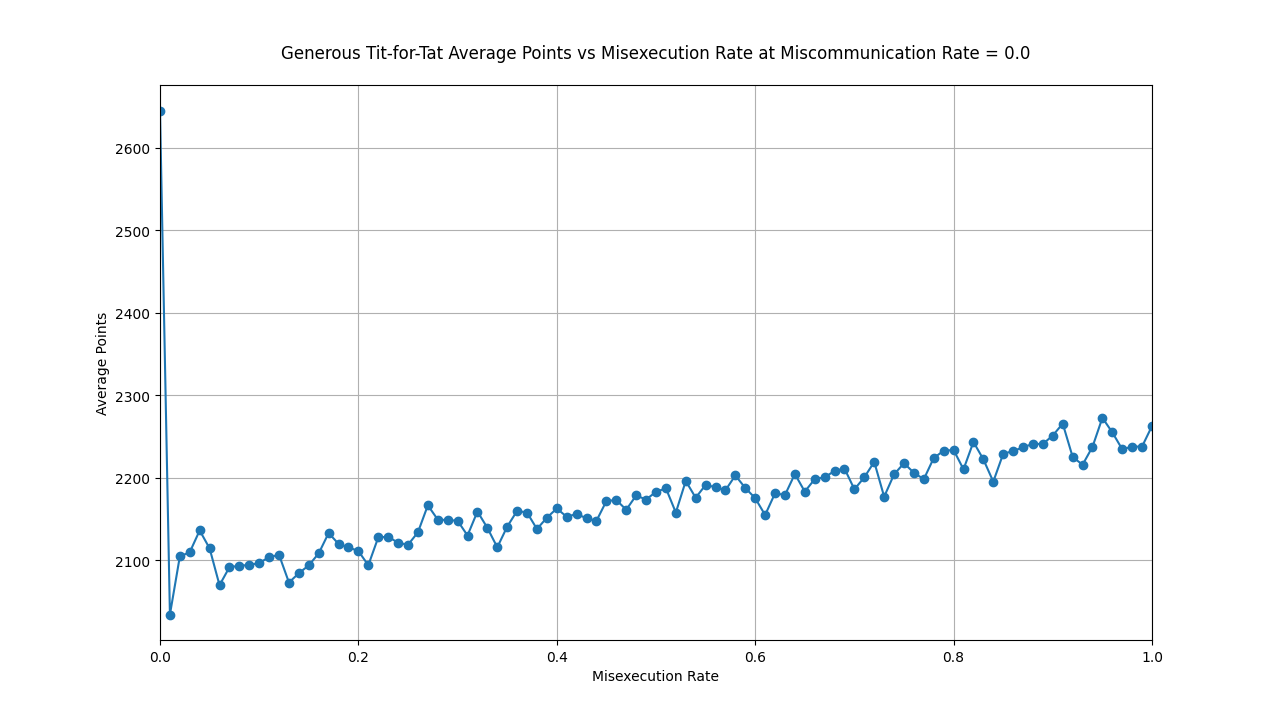 Generous Tit-for-Tat Average Points vs Misexecution Rate at Miscommunication Rate = 0.0
2600
2500
2400
2300
2200
2100
Average Points
0.0 0.2 0.4 0.6 0.8 1.0
Misexecution Rate